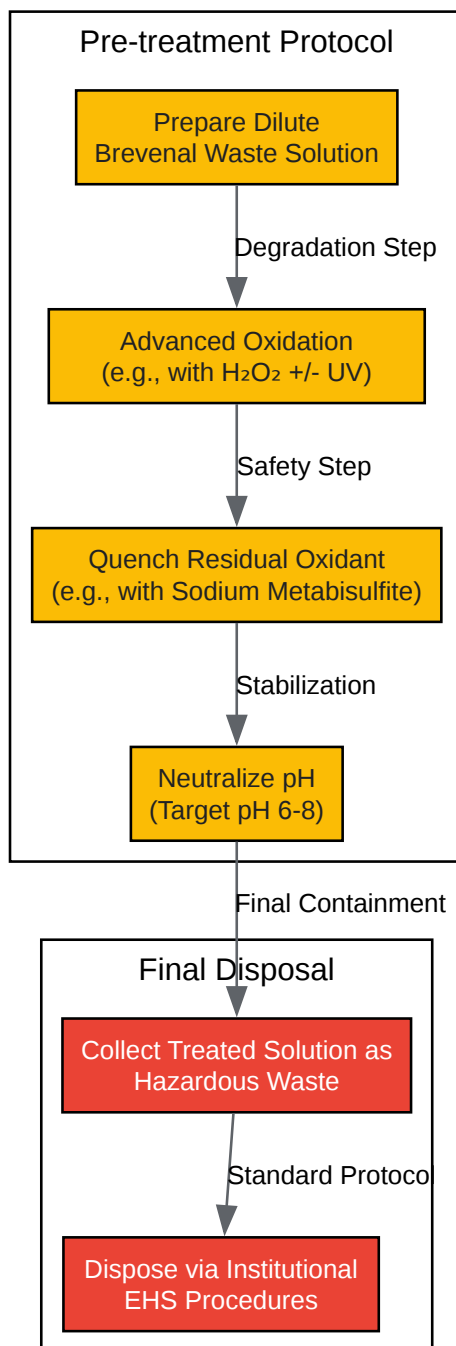 Pre-treatment Protocol
Prepare Dilute
Brevenal Waste Solution
Degradation Step
Advanced Oxidation
(e.g., with H₂O₂ +/- UV)
Safety Step
Quench Residual Oxidant
(e.g., with Sodium Metabisulfite)
Stabilization
Neutralize pH
(Target pH 6-8)
Final Containment
Final Disposal
Collect Treated Solution as
Hazardous Waste
Standard Protocol
Dispose via Institutional
EHS Procedures